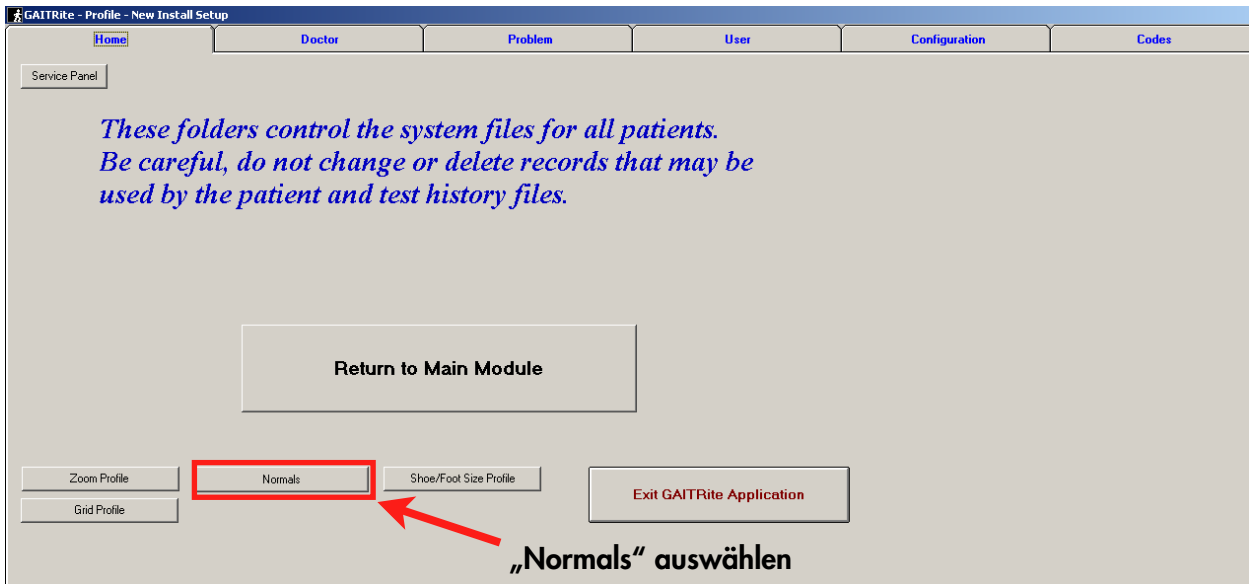 GAITRite - Profile - New Install Setup
Home Doctor Problem User Configuration Codes
Service Panel
These folders control the system files for all patients.
Be careful, do not change or delete records that may be
used by the patient and test history files.
Return to Main Module
Zoom Profile Normals Shoe/Foot Size Profile
Exit GAITRite Application
Grid Profile
„Normals“ auswählen